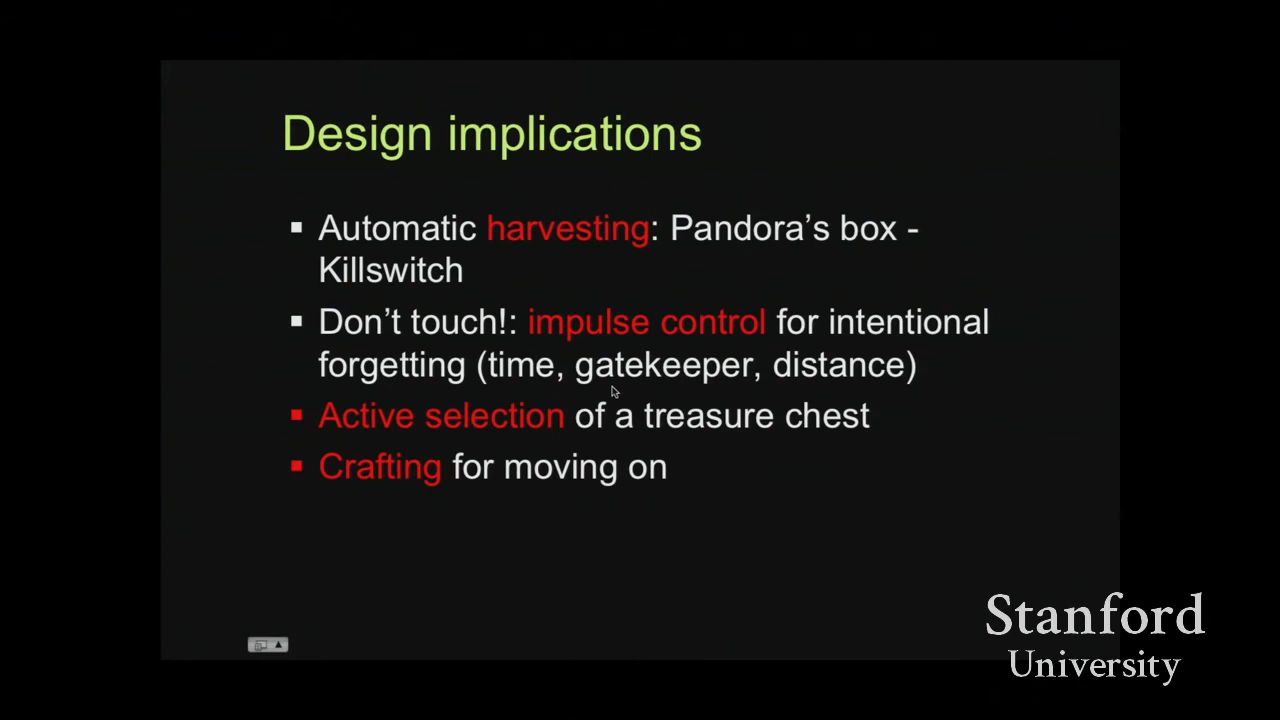 Design implications
Automatic harvesting: Pandora’s box -
Killswitch
Don’t touch!: impulse control for intentional
forgetting (time, gatekeeper, distance)
Active selection of a treasure chest
Crafting for moving on
Stanford
University